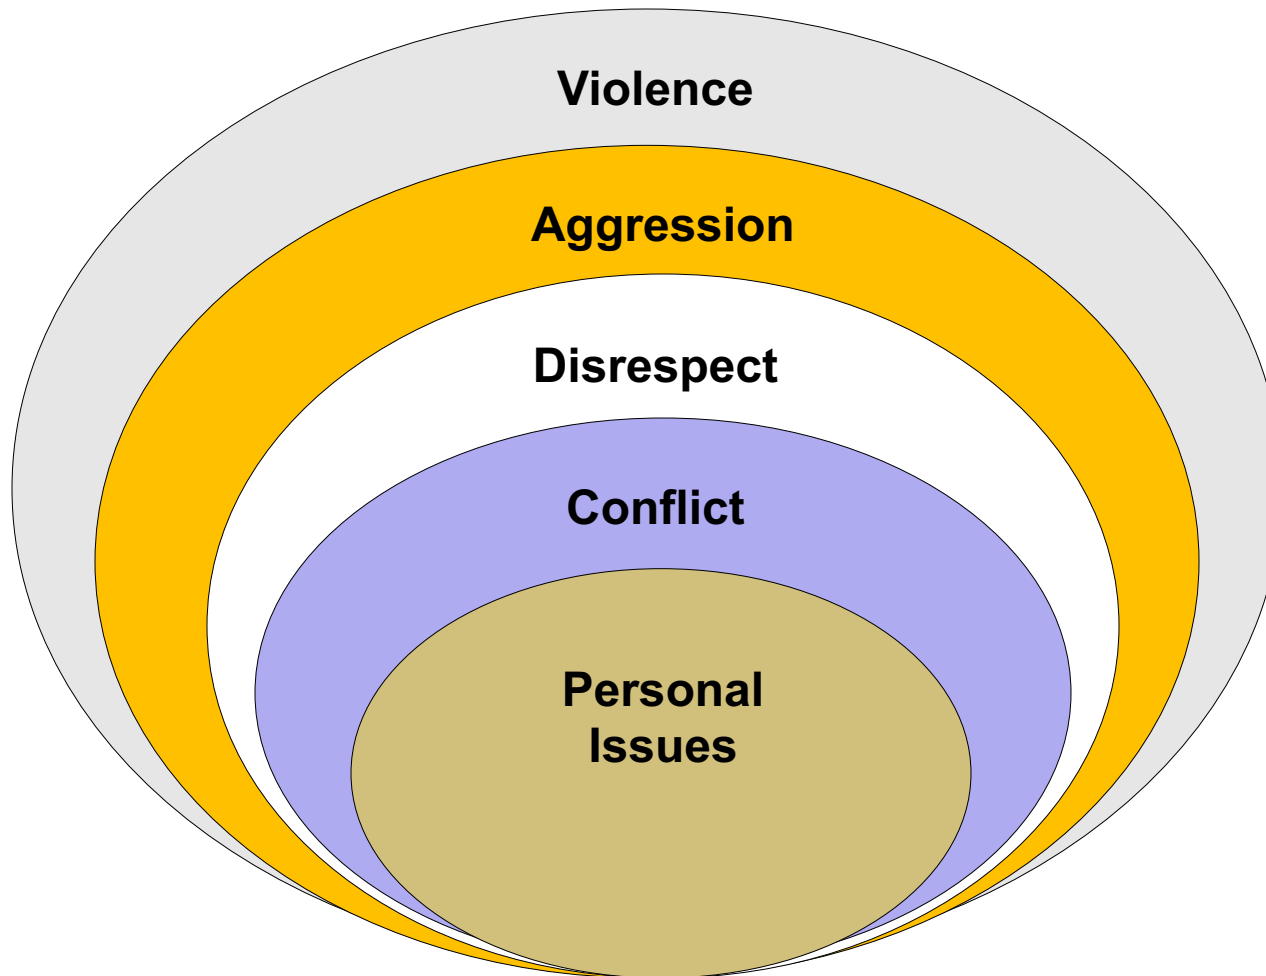 Violence
Aggression
Disrespect
Conflict
Personal
Issues